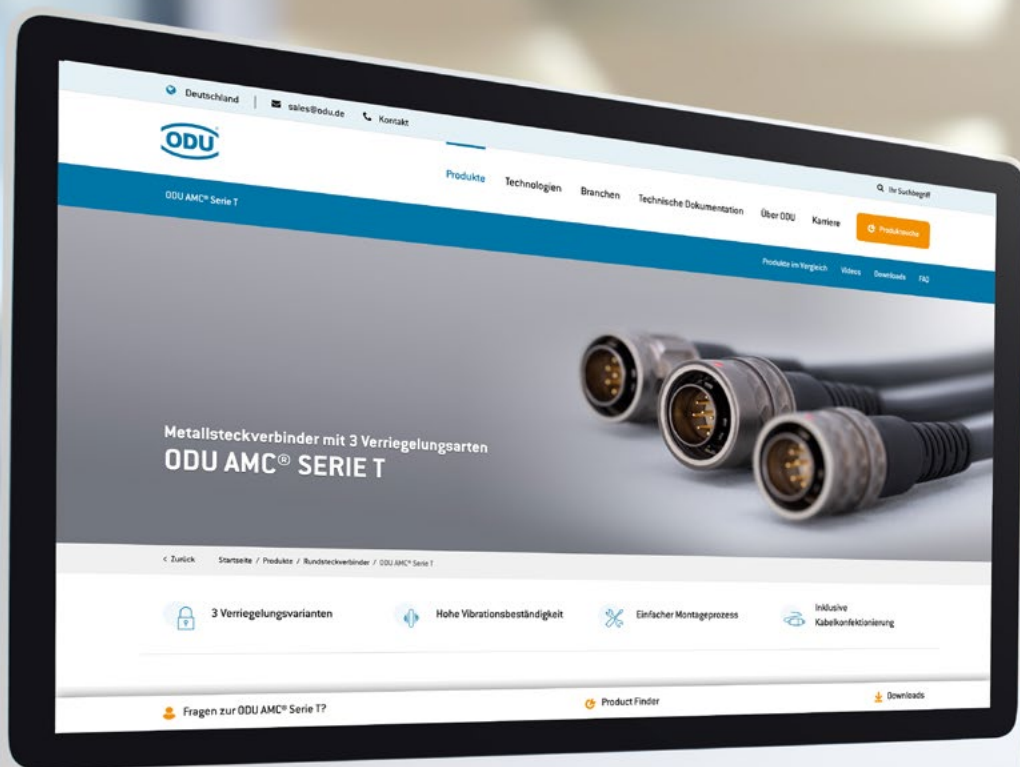 Deutschland
sales@odu.de
Kontakt
Ihr Suchbegriff
ODU
Produkte
Technologien
Branchen
Technische Dokumentation
Über ODU
Karriere
Produktsuche
ODU AMC® Serie T
Produkte im Vergleich
Videos
Downloads
FAQ
Metallsteckverbinder mit 3 Verriegelungsarten
ODU AMC® SERIE T
< Zurück
Startseite / Produkte / Rundsteckverbinder / ODU AMC® Serie T
3 Verriegelungsvarianten
Hohe Vibrationsbeständigkeit
Einfacher Montageprozess
Inklusive
Kabelkonfektionierung
Fragen zur ODU AMC® Serie T?
Product Finder
Downloads